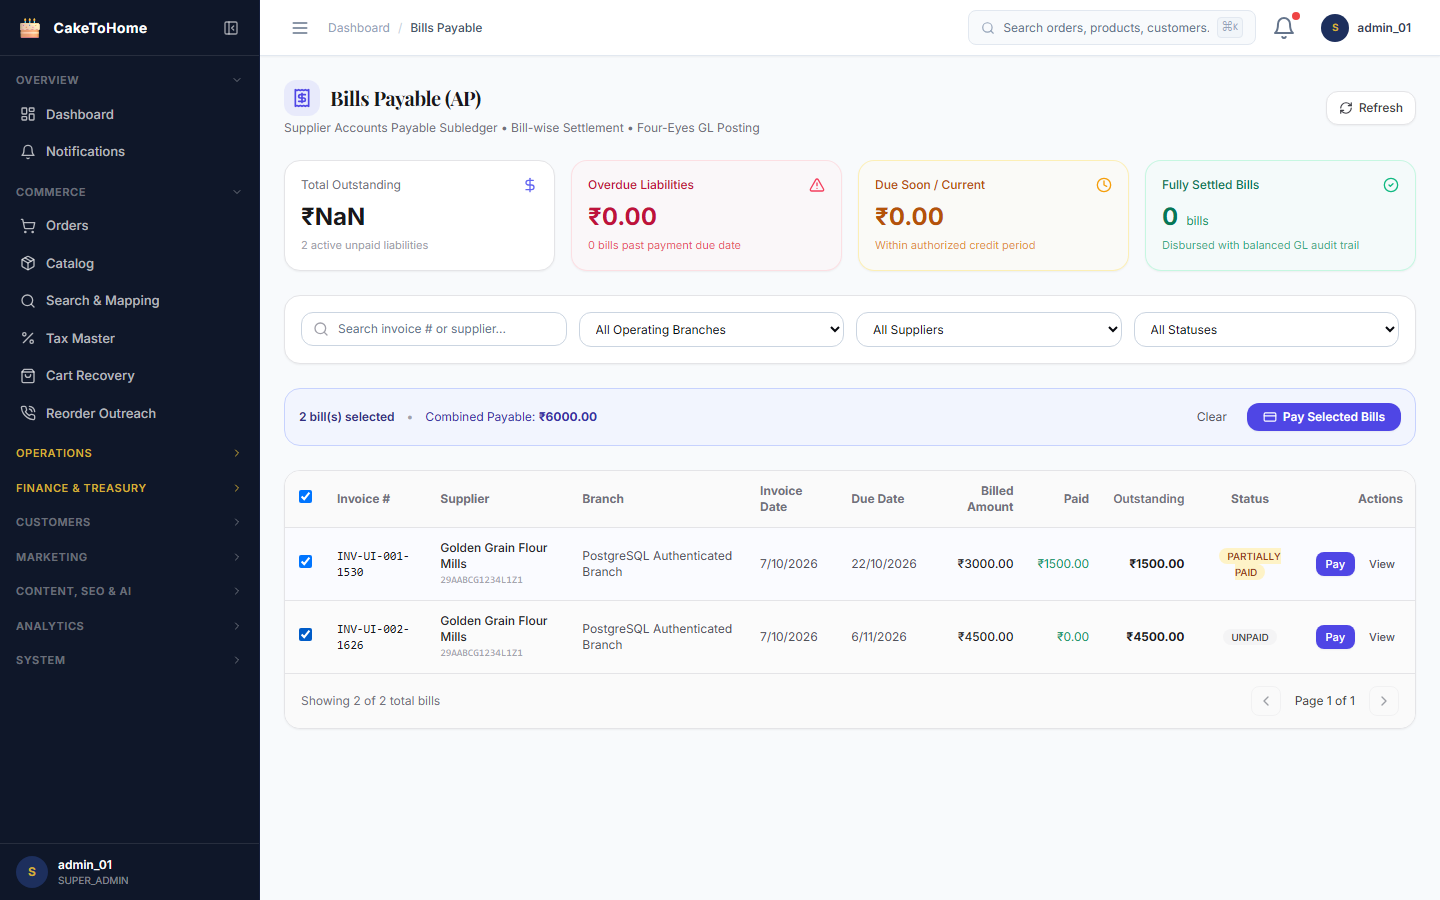 CakeToHome
OVERVIEW
Dashboard
Notifications
COMMERCE
Orders
Catalog
Search & Mapping
Tax Master
Cart Recovery
Reorder Outreach
OPERATIONS
FINANCE & TREASURY
CUSTOMERS
MARKETING
CONTENT, SEO & AI
ANALYTICS
SYSTEM
S
admin_01
SUPER_ADMIN
Dashboard / Bills Payable
Search orders, products, customers. ⌘K
S admin_01
Bills Payable (AP)
Supplier Accounts Payable Subledger • Bill-wise Settlement • Four-Eyes GL Posting
Refresh
Total Outstanding
₹NaN
2 active unpaid liabilities
Overdue Liabilities
₹0.00
0 bills past payment due date
Due Soon / Current
₹0.00
Within authorized credit period
Fully Settled Bills
0 bills
Disbursed with balanced GL audit trail
Search invoice # or supplier...
All Operating Branches
All Suppliers
All Statuses
2 bill(s) selected • Combined Payable: ₹6000.00
Clear
Pay Selected Bills
Invoice # Supplier Branch Invoice Date Due Date Billed Amount Paid Outstanding Status Actions
INV-UI-001-1530 Golden Grain Flour Mills 29AABCG1234L1Z1 PostgreSQL Authenticated Branch 7/10/2026 22/10/2026 ₹3000.00 ₹1500.00 ₹1500.00 PARTIALLY PAID Pay View
INV-UI-002-1626 Golden Grain Flour Mills 29AABCG1234L1Z1 PostgreSQL Authenticated Branch 7/10/2026 6/11/2026 ₹4500.00 ₹0.00 ₹4500.00 UNPAID Pay View
Showing 2 of 2 total bills
Page 1 of 1